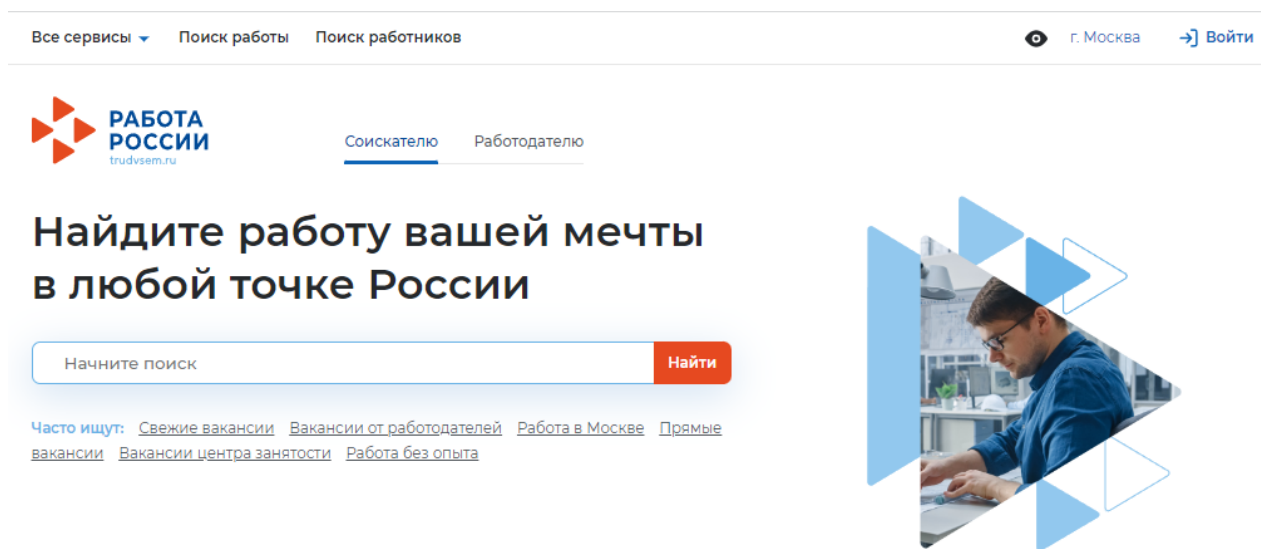 Все сервисы Поиск работы Поиск работников г. Москва Войти
РАБОТА
РОССИИ
trudvsem.ru
Соискателю Работодателю
Найдите работу вашей мечты
в любой точке России
Начните поиск Найти
Часто ищут: Свежие вакансии Вакансии от работодателей Работа в Москве Прямые
вакансии Вакансии центра занятости Работа без опыта